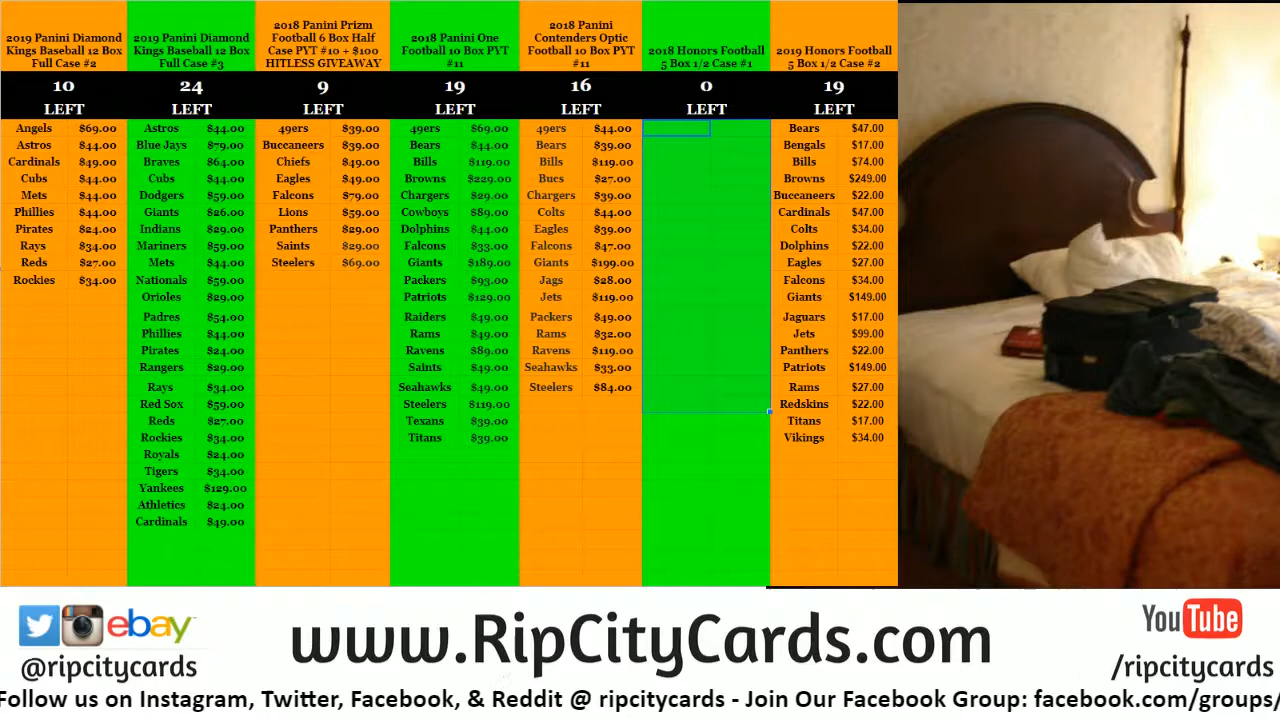 2019 Panini Diamond
Kings Baseball 12 Box
Full Case #2
10
LEFT
Angels $69.00
Astros $44.00
Cardinals $49.00
Cubs $44.00
Mets $44.00
Phillies $44.00
Pirates $24.00
Rays $34.00
Reds $27.00
Rockies $34.00
2019 Panini Diamond
Kings Baseball 12 Box
Full Case #3
24
LEFT
Astros $44.00
Blue Jays $79.00
Braves $64.00
Cubs $44.00
Dodgers $59.00
Giants $26.00
Indians $29.00
Mariners $59.00
Mets $44.00
Nationals $59.00
Orioles $29.00
Padres $54.00
Phillies $44.00
Pirates $24.00
Rangers $29.00
Rays $34.00
Red Sox $59.00
Reds $27.00
Rockies $34.00
Royals $24.00
Tigers $34.00
Yankees $129.00
Athletics $24.00
Cardinals $49.00
2018 Panini Prizm
Football 6 Box Half
Case PYT #10 + $100
HITLESS GIVEAWAY
9
LEFT
49ers $39.00
Buccaneers $39.00
Chiefs $49.00
Eagles $49.00
Falcons $79.00
Lions $59.00
Panthers $29.00
Saints $29.00
Steelers $69.00
2018 Panini One
Football 10 Box PYT
#11
19
LEFT
49ers $69.00
Bears $44.00
Bills $119.00
Browns $229.00
Chargers $29.00
Cowboys $89.00
Dolphins $44.00
Falcons $33.00
Giants $189.00
Packers $93.00
Patriots $129.00
Raiders $49.00
Rams $49.00
Ravens $89.00
Saints $49.00
Seahawks $49.00
Steelers $119.00
Texans $39.00
Titans $39.00
2018 Panini
Contenders Optic
Football 10 Box PYT
#11
16
LEFT
49ers $44.00
Bears $39.00
Bills $119.00
Bucs $27.00
Chargers $39.00
Colts $44.00
Eagles $39.00
Falcons $47.00
Giants $199.00
Jags $28.00
Jets $119.00
Packers $49.00
Rams $32.00
Ravens $119.00
Seahawks $33.00
Steelers $84.00
2018 Honors Football
5 Box 1/2 Case #1
0
LEFT
2019 Honors Football
5 Box 1/2 Case #2
19
LEFT
Bears $47.00
Bengals $17.00
Bills $74.00
Browns $249.00
Buccaneers $22.00
Cardinals $47.00
Colts $34.00
Dolphins $22.00
Eagles $27.00
Falcons $34.00
Giants $149.00
Jaguars $17.00
Jets $99.00
Panthers $22.00
Patriots $149.00
Rams $27.00
Redskins $22.00
Titans $17.00
Vikings $34.00
ebay
@ripcitycards
www.RipCityCards.com
YouTube
/ripcitycards
Follow us on Instagram, Twitter, Facebook, & Reddit @ ripcitycards - Join Our Facebook Group: facebook.com/groups/